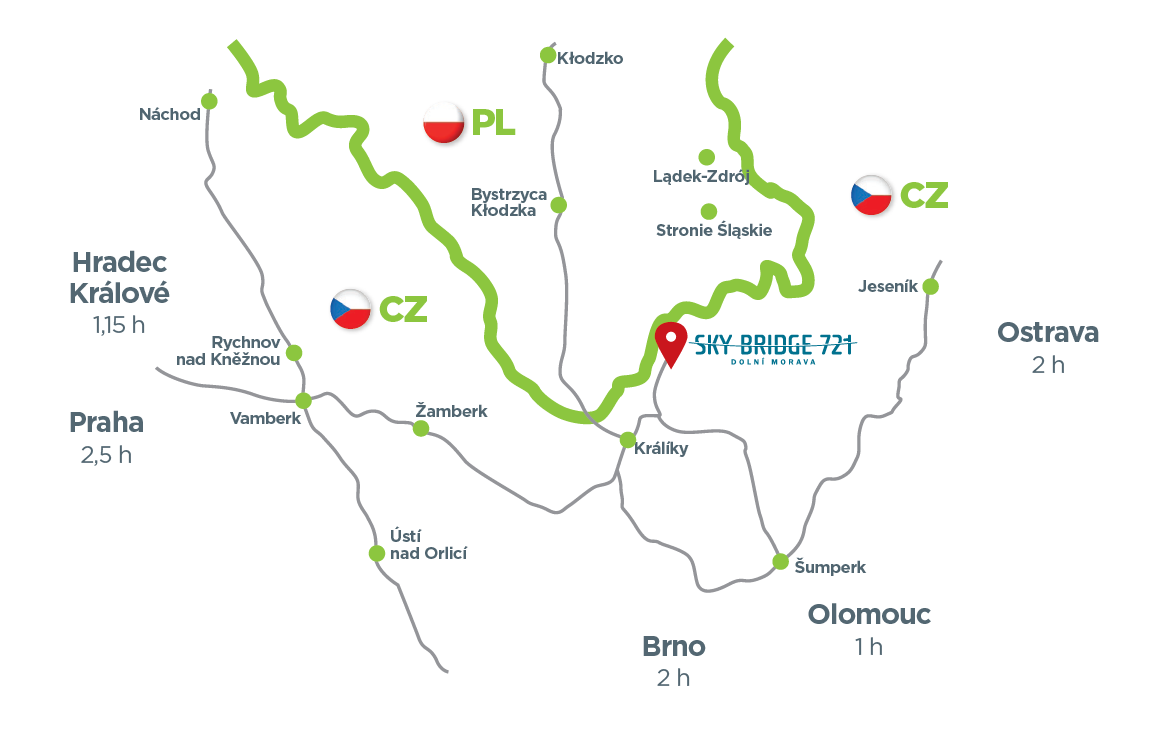 Kłodzko
Náchod
PL
Lądek-Zdrój
CZ
Bystrzyca
Kłodzka
Stronie Śląskie
Hradec
Králové
1,15 h
Jeseník
CZ
Rychnov
nad Kněžnou
SKY BRIDGE 721
DOLNÍ MORAVA
Ostrava
2 h
Praha
2,5 h
Vamberk
Žamberk
Králíky
Ústí
nad Orlicí
Šumperk
Olomouc
1 h
Brno
2 h